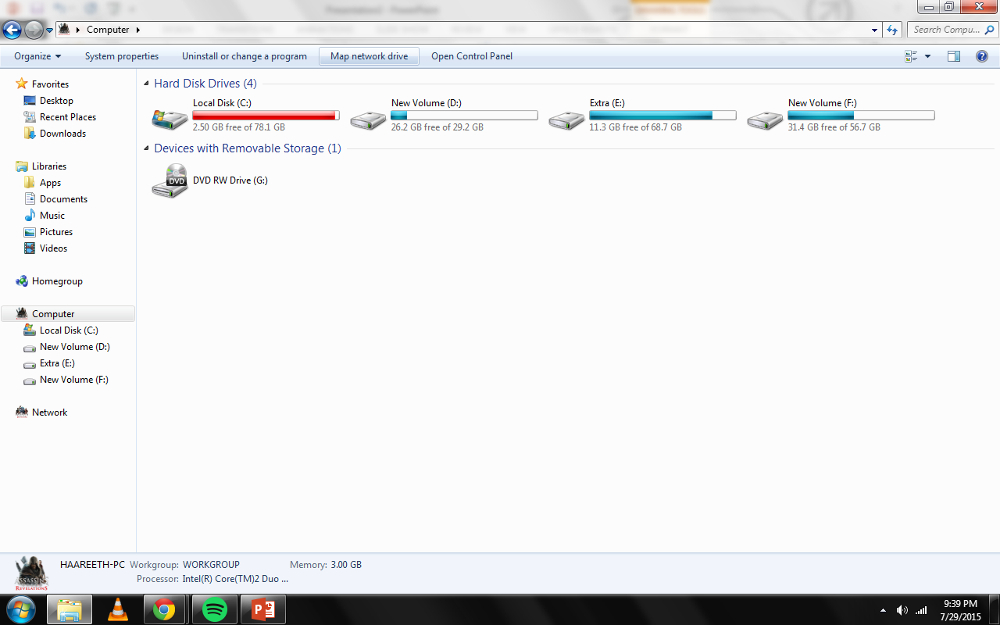 Presentation2 - PowerPoint
Computer
Search Compu...
Organize
System properties
Uninstall or change a program
Map network drive
Open Control Panel
Favorites
Desktop
Recent Places
Downloads
Libraries
Apps
Documents
Music
Pictures
Videos
Homegroup
Computer
Local Disk (C:)
New Volume (D:)
Extra (E:)
New Volume (F:)
Network
Hard Disk Drives (4)
Local Disk (C:)
2.50 GB free of 78.1 GB
New Volume (D:)
26.2 GB free of 29.2 GB
Extra (E:)
11.3 GB free of 68.7 GB
New Volume (F:)
31.4 GB free of 56.7 GB
Devices with Removable Storage (1)
DVD
DVD RW Drive (G:)
ASSASSIN'S
REVELATIONS
HAAREETH-PC Workgroup: WORKGROUP Memory: 3.00 GB
Processor: Intel(R) Core(TM)2 Duo ...
9:39 PM
7/29/2015